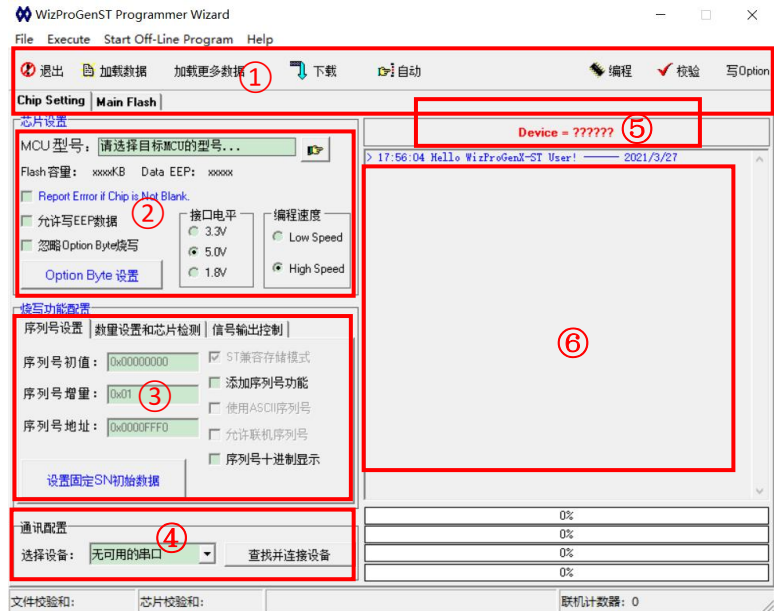 WizProGenST Programmer Wizard
File Execute Start Off-Line Program Help
退出 加载数据 加载更多数据 ① 下载 自动 编程 校验 写Option
Chip Setting Main Flash
芯片设置
MCU型号: 请选择目标MCU的型号...
Flash容量: xxxxKB Data EEP: xxxxx
Report Error if Chip is Not Blank.
允许写EEP数据
忽略Option Byte烧写
②
Option Byte 设置
接口电平
3.3V
5.0V
1.8V
编程速度
Low Speed
High Speed
烧写功能配置
序列号设置 数量设置和芯片检测 信号输出控制
序列号初值: 0x00000000
序列号增量: 0x01 ③
序列号地址: 0x0000FFF0
ST兼容存储模式
添加序列号功能
使用ASCII序列号
允许联机序列号
序列号十进制显示
设置固定SN初始数据
通讯配置
④
选择设备: 无可用的串口 查找并连接设备
Device = ?????? ⑤
> 17:56:04 Hello WizProGenX-ST User! —— 2021/3/27
⑥
0%
0%
0%
0%
文件校验和: 芯片校验和: 联机计数器: 0